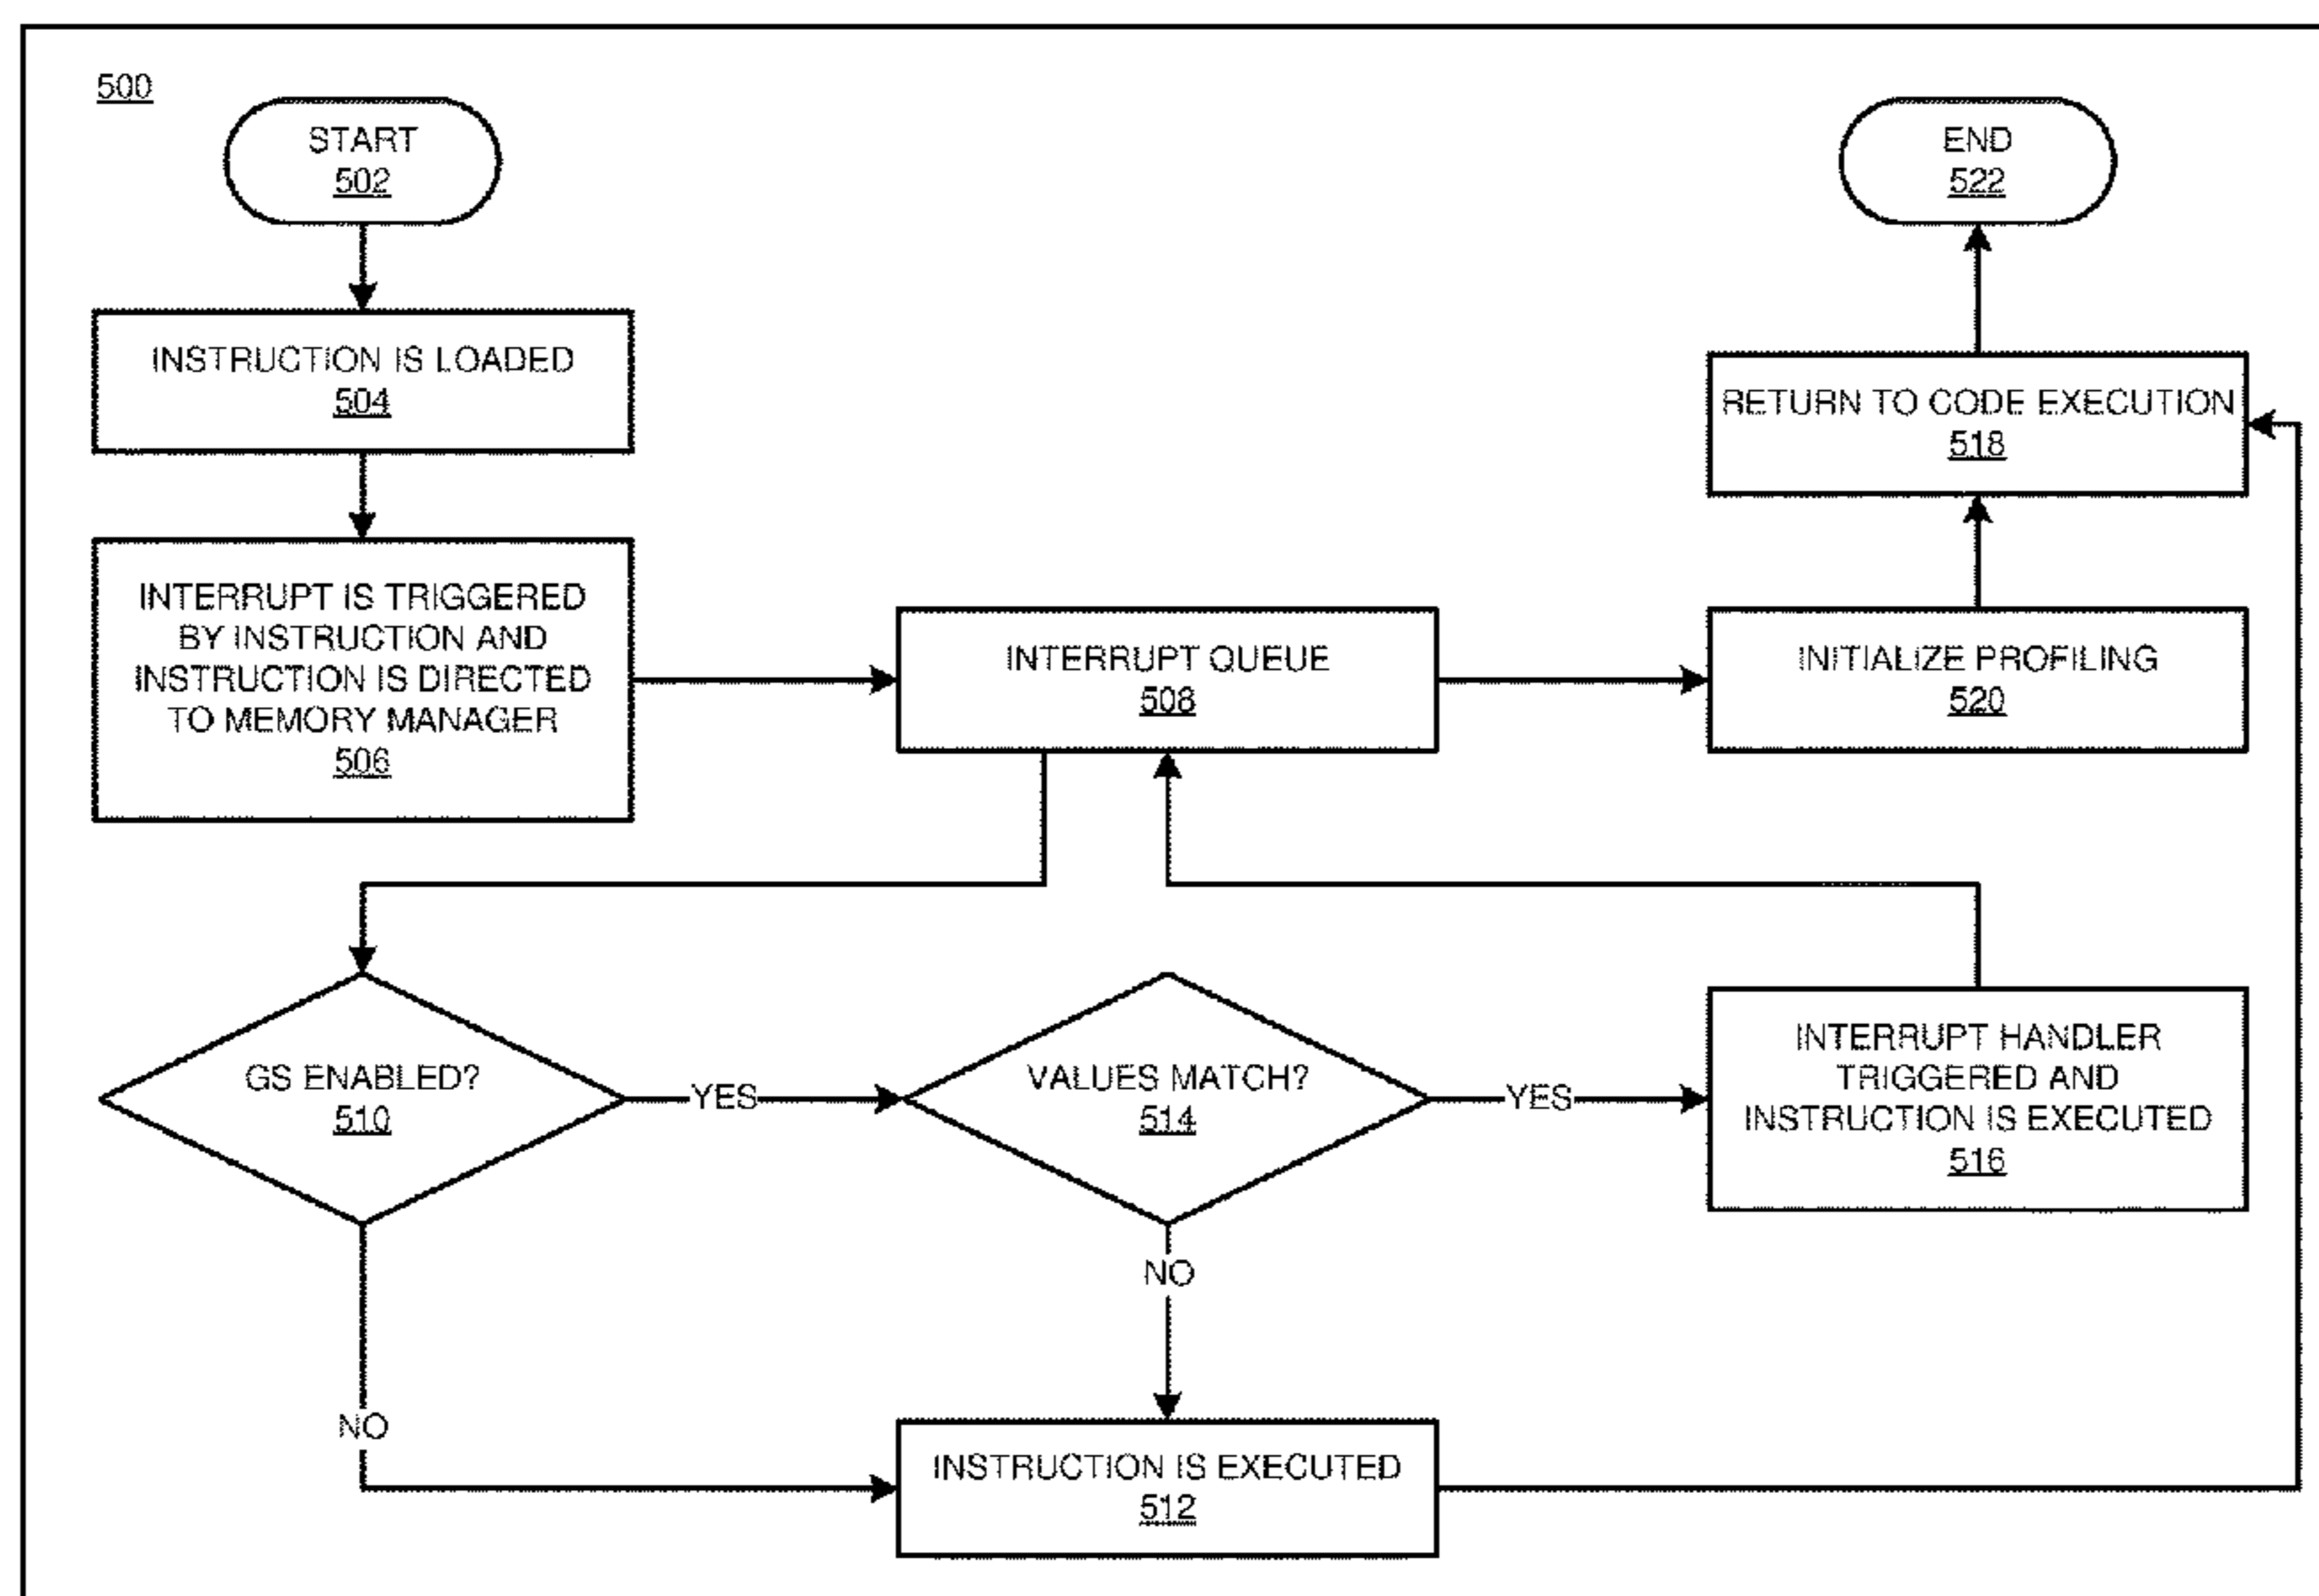 500
START
502
END
522
INSTRUCTION IS LOADED
504
RETURN TO CODE EXECUTION
518
INTERRUPT IS TRIGGERED
BY INSTRUCTION AND
INSTRUCTION IS DIRECTED
TO MEMORY MANAGER
506
INTERRUPT QUEUE
508
INITIALIZE PROFILING
520
GS ENABLED?
510
YES
VALUES MATCH?
514
YES
INTERRUPT HANDLER
TRIGGERED AND
INSTRUCTION IS EXECUTED
516
NO
NO
INSTRUCTION IS EXECUTED
512